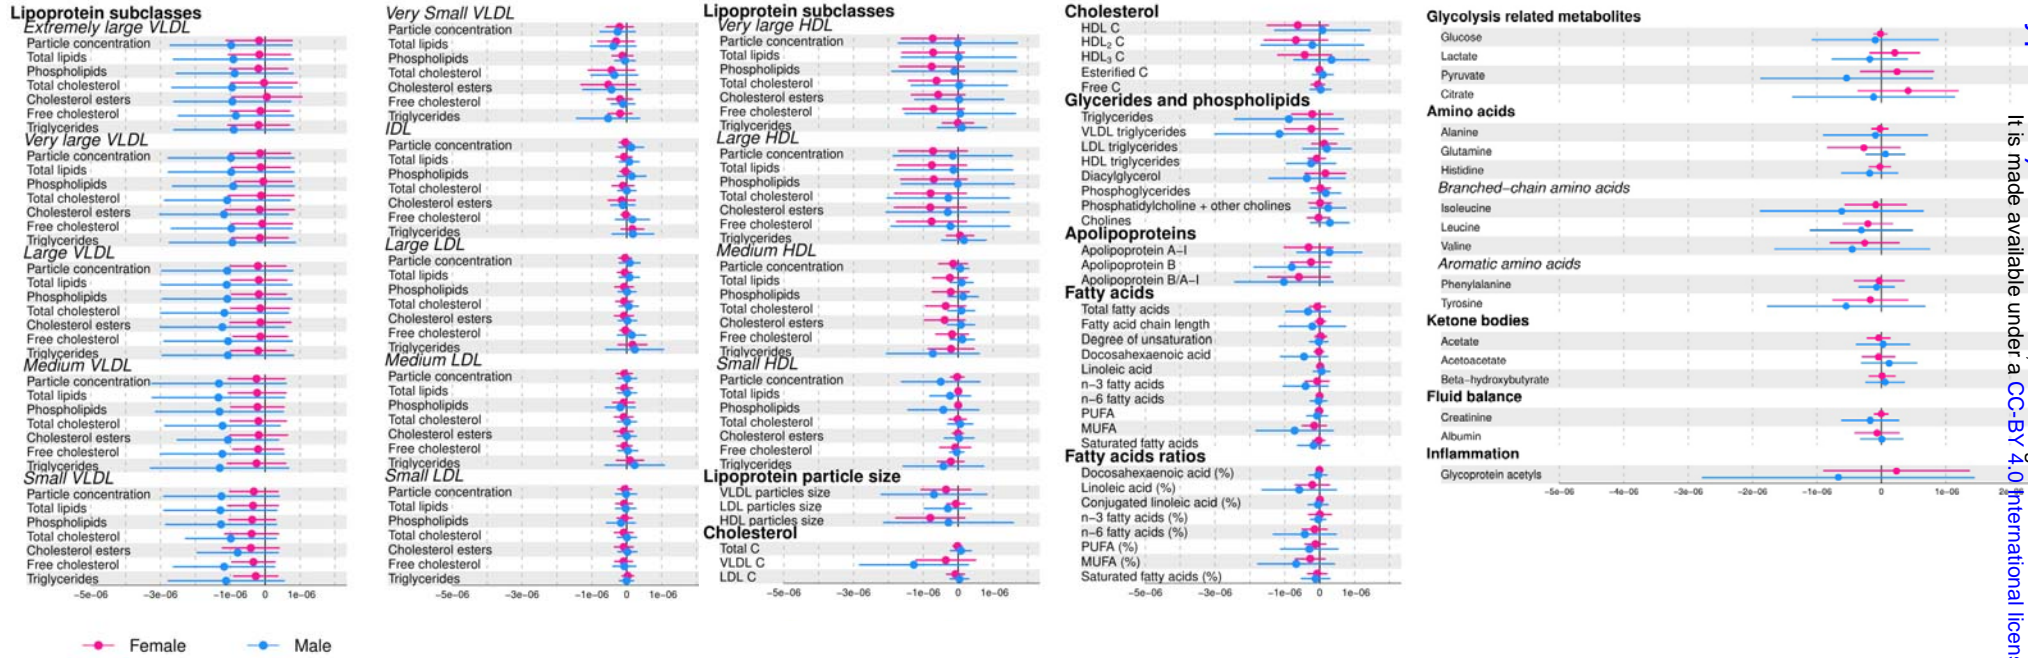 Lipoprotein subclasses
Extremely large VLDL
Particle concentration
Total lipids
Phospholipids
Total cholesterol
Cholesterol esters
Free cholesterol
Triglycerides
Very large VLDL
Particle concentration
Total lipids
Phospholipids
Total cholesterol
Cholesterol esters
Free cholesterol
Triglycerides
Large VLDL
Particle concentration
Total lipids
Phospholipids
Total cholesterol
Cholesterol esters
Free cholesterol
Triglycerides
Medium VLDL
Particle concentration
Total lipids
Phospholipids
Total cholesterol
Cholesterol esters
Free cholesterol
Triglycerides
Small VLDL
Particle concentration
Total lipids
Phospholipids
Total cholesterol
Cholesterol esters
Free cholesterol
Triglycerides
−5e−06 −3e−06 −1e−06 0 1e−06
Very Small VLDL
Particle concentration
Total lipids
Phospholipids
Total cholesterol
Cholesterol esters
Free cholesterol
Triglycerides
IDL
Particle concentration
Total lipids
Phospholipids
Total cholesterol
Cholesterol esters
Free cholesterol
Triglycerides
Large LDL
Particle concentration
Total lipids
Phospholipids
Total cholesterol
Cholesterol esters
Free cholesterol
Triglycerides
Medium LDL
Particle concentration
Total lipids
Phospholipids
Total cholesterol
Cholesterol esters
Free cholesterol
Triglycerides
Small LDL
Particle concentration
Total lipids
Phospholipids
Total cholesterol
Cholesterol esters
Free cholesterol
Triglycerides
−5e−06 −3e−06 −1e−06 0 1e−06
Lipoprotein subclasses
Very large HDL
Particle concentration
Total lipids
Phospholipids
Total cholesterol
Cholesterol esters
Free cholesterol
Triglycerides
Large HDL
Particle concentration
Total lipids
Phospholipids
Total cholesterol
Cholesterol esters
Free cholesterol
Triglycerides
Medium HDL
Particle concentration
Total lipids
Phospholipids
Total cholesterol
Cholesterol esters
Free cholesterol
Triglycerides
Small HDL
Particle concentration
Total lipids
Phospholipids
Total cholesterol
Cholesterol esters
Free cholesterol
Triglycerides
Lipoprotein particle size
VLDL particles size
LDL particles size
HDL particles size
Cholesterol
Total C
VLDL C
LDL C
−5e−06 −3e−06 −1e−06 0 1e−06
Cholesterol
HDL C
HDL₂ C
HDL₃ C
Esterified C
Free C
Glycerides and phospholipids
Triglycerides
VLDL triglycerides
LDL triglycerides
HDL triglycerides
Diacylglycerol
Phosphoglycerides
Phosphatidylcholine + other cholines
Cholines
Apolipoproteins
Apolipoprotein A−I
Apolipoprotein B
Apolipoprotein B/A−I
Fatty acids
Total fatty acids
Fatty acid chain length
Degree of unsaturation
Docosahexaenoic acid
Linoleic acid
n−3 fatty acids
n−6 fatty acids
PUFA
MUFA
Saturated fatty acids
Fatty acids ratios
Docosahexaenoic acid (%)
Linoleic acid (%)
Conjugated linoleic acid (%)
n−3 fatty acids (%)
n−6 fatty acids (%)
PUFA (%)
MUFA (%)
Saturated fatty acids (%)
−5e−06 −3e−06 −1e−06 0 1e−06
Glycolysis related metabolites
Glucose
Lactate
Pyruvate
Citrate
Amino acids
Alanine
Glutamine
Histidine
Branched−chain amino acids
Isoleucine
Leucine
Valine
Aromatic amino acids
Phenylalanine
Tyrosine
Ketone bodies
Acetate
Acetoacetate
Beta−hydroxybutyrate
Fluid balance
Creatinine
Albumin
Inflammation
Glycoprotein acetyls
−5e−06 −4e−06 −3e−06 −2e−06 −1e−06 0 1e−06
Female Male
It is made available under a CC-BY 4.0 International licens